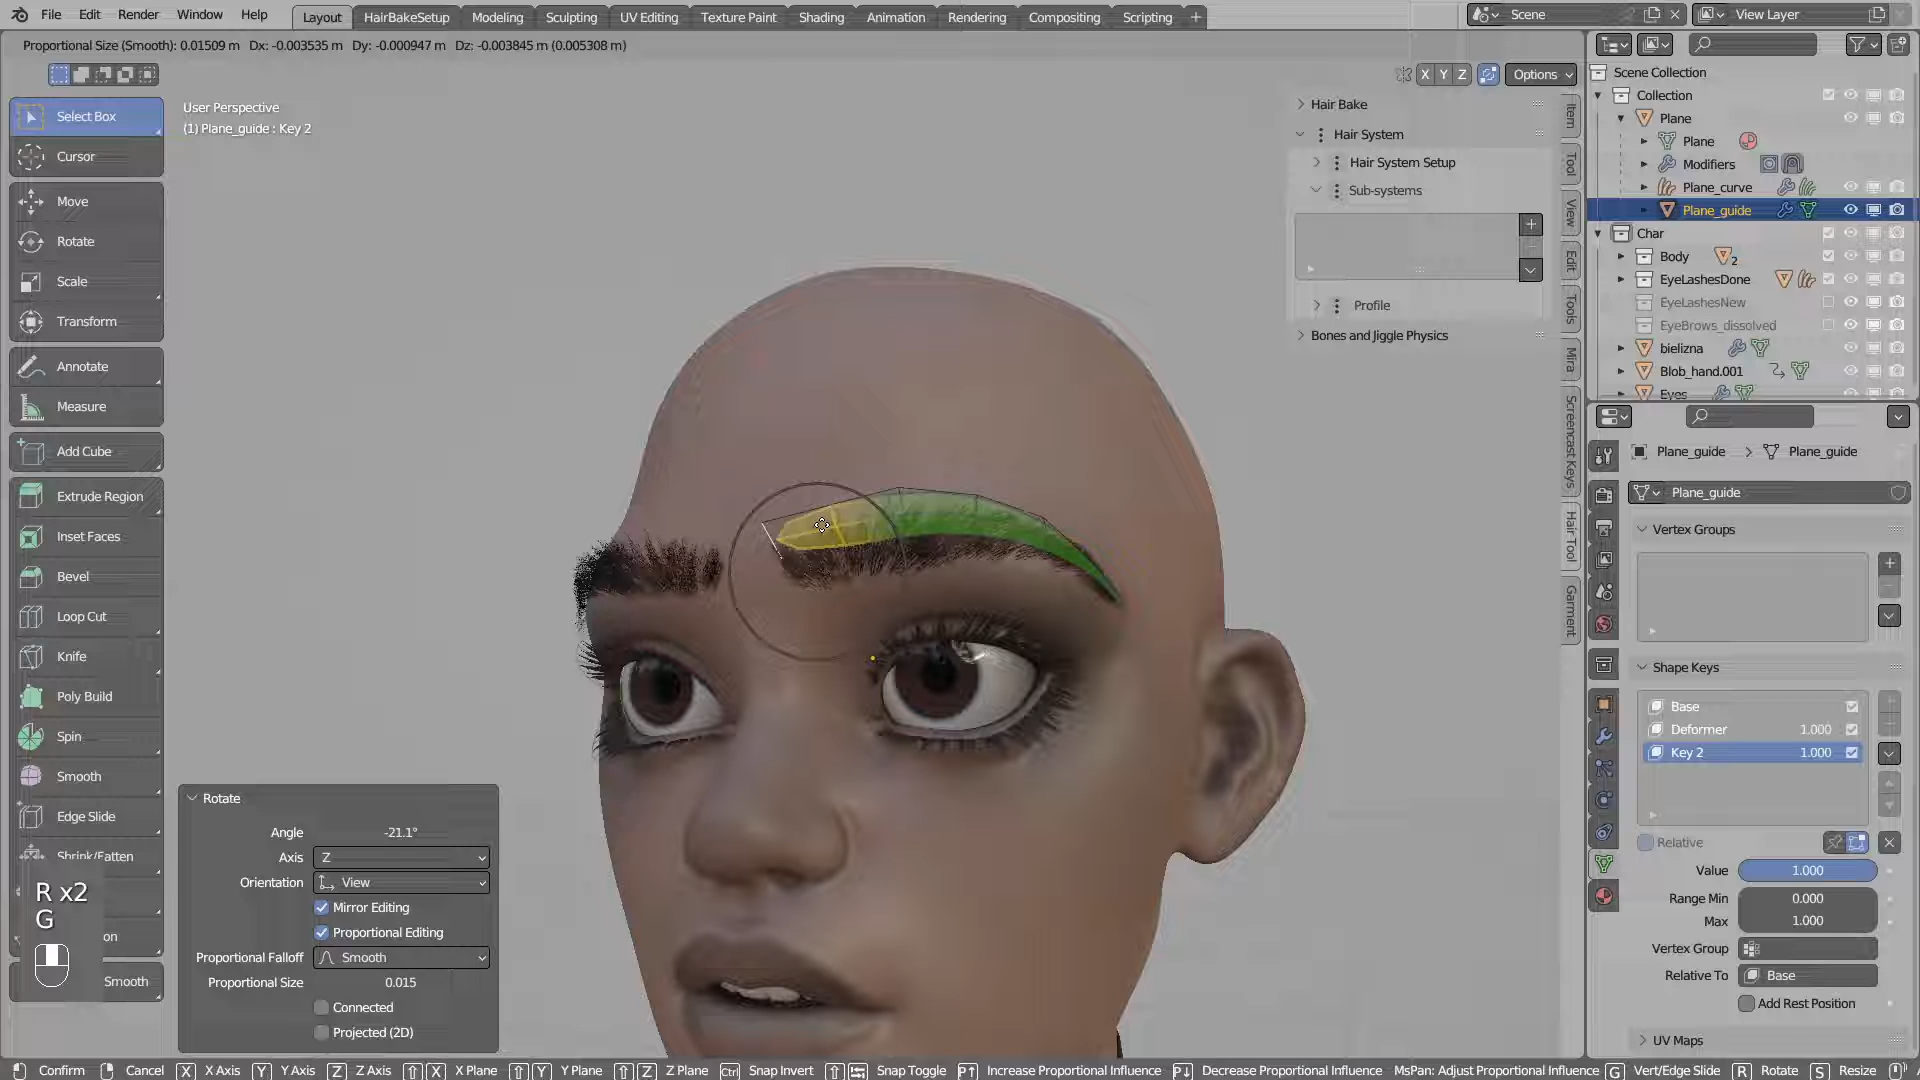 File Edit Render Window Help Layout HairBakeSetup Modeling Sculpting UV Editing Texture Paint Shading Animation Rendering Compositing Scripting + Scene View Layer
Proportional Size (Smooth): 0.01509 m Dx: -0.003535 m Dy: -0.000947 m Dz: -0.003845 m (0.005308 m)
X Y Z Options
User Perspective
(1) Plane_guide : Key 2
Select Box
Cursor
Move
Rotate
Scale
Transform
Annotate
Measure
Add Cube
Extrude Region
Inset Faces
Bevel
Loop Cut
Knife
Poly Build
Spin
Smooth
Edge Slide
Shrink/Fatten
on
Smooth
R x2
G
Rotate
Angle -21.1°
Axis Z
Orientation View
Mirror Editing
Proportional Editing
Proportional Falloff Smooth
Proportional Size 0.015
Connected
Projected (2D)
Hair Bake
Hair System
Hair System Setup
Sub-systems
Profile
Bones and Jiggle Physics
Item
Tool
View
Edit
Tools
Mira
Screencast Keys
Hair Tool
Garment
Scene Collection
Collection
Plane
Plane
Modifiers
Plane_curve
Plane_guide
Char
Body 2
EyeLashesDone
EyeLashesNew
EyeBrows_dissolved
bielizna
Blob_hand.001
Eyes
Plane_guide > Plane_guide
Plane_guide
Vertex Groups
Shape Keys
Base
Deformer 1.000
Key 2 1.000
Relative
Value 1.000
Range Min 0.000
Max 1.000
Vertex Group
Relative To Base
Add Rest Position
UV Maps
Confirm Cancel X X Axis Y Y Axis Z Z Axis X X Plane Y Y Plane Z Z Plane Ctrl Snap Invert Snap Toggle Increase Proportional Influence Decrease Proportional Influence MsPan: Adjust Proportional Influence G Vert/Edge Slide R Rotate S Resize